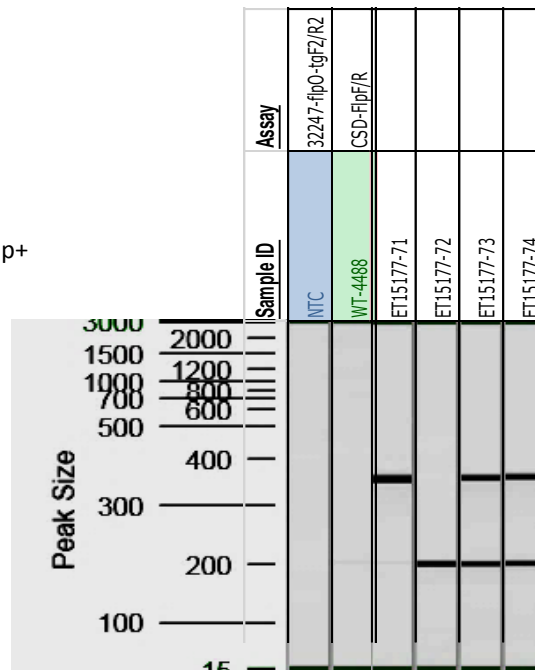 Assay
32247-flpO-tgF2/R2
CSD-FlpF/R
p+
Sample ID
NTC
WT-4488
ET15177-71
ET15177-72
ET15177-73
ET15177-74
Peak Size
3000
2000
1500
1200
1000
800
700
600
500
400
300
200
100
15